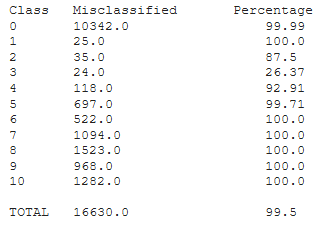 Class Misclassified Percentage
0 10342.0 99.99
1 25.0 100.0
2 35.0 87.5
3 24.0 26.37
4 118.0 92.91
5 697.0 99.71
6 522.0 100.0
7 1094.0 100.0
8 1523.0 100.0
9 968.0 100.0
10 1282.0 100.0
TOTAL 16630.0 99.5